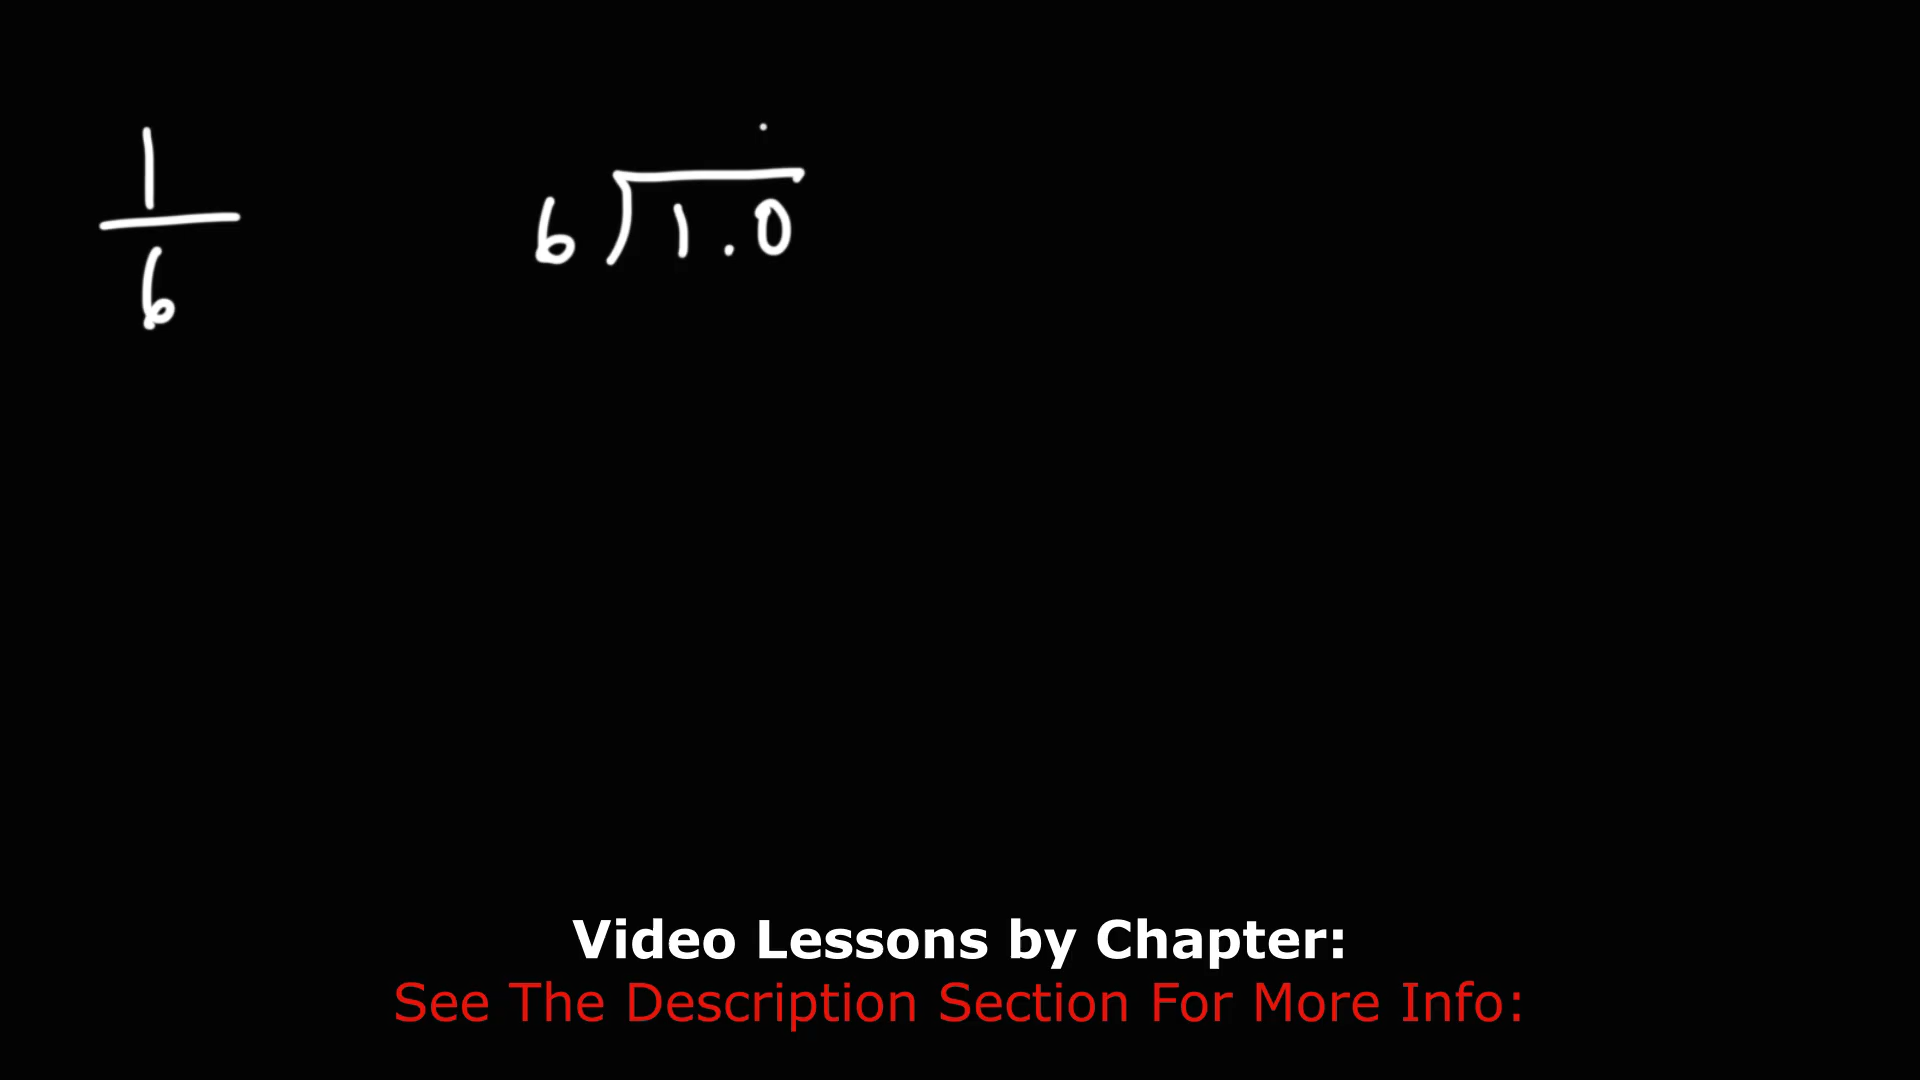 1
6
6)1.0
Video Lessons by Chapter:
See The Description Section For More Info: